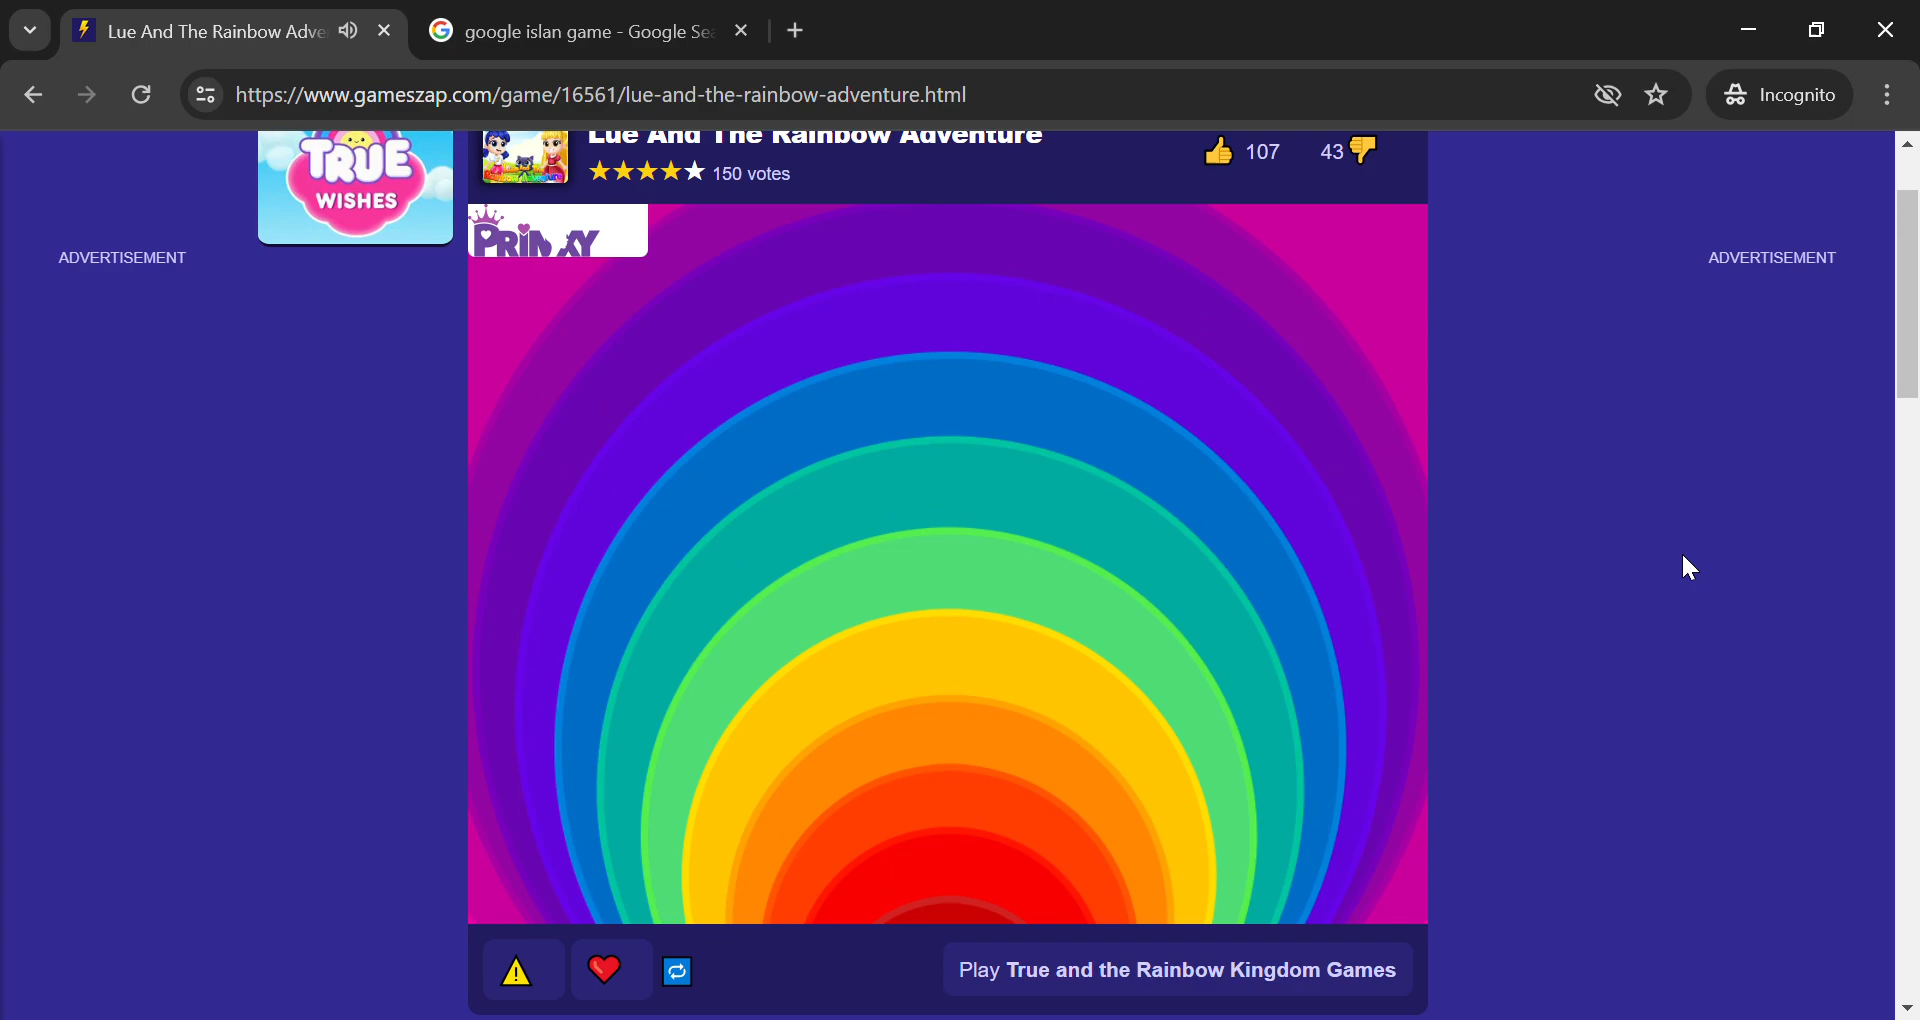 Lue And The Rainbow Adve
google islan game - Google Se
https://www.gameszap.com/game/16561/lue-and-the-rainbow-adventure.html
Incognito
TRUE
WISHES
Lue And The Rainbow Adventure
150 votes
107
43
ADVERTISEMENT
ADVERTISEMENT
Play True and the Rainbow Kingdom Games